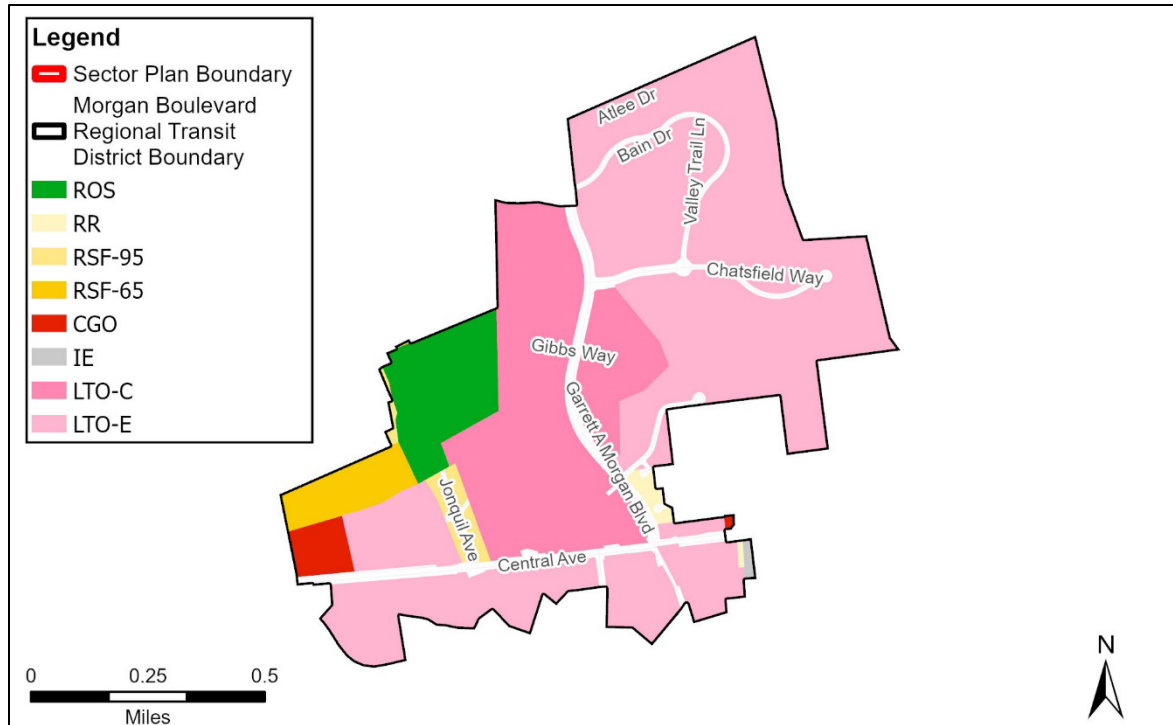 Legend
Sector Plan Boundary
Morgan Boulevard
Regional Transit
District Boundary
ROS
RR
RSF-95
RSF-65
CGO
IE
LTO-C
LTO-E
Atlee Dr
Bain Dr
Valley Trail Ln
Chatsfield Way
Gibbs Way
Garrett A Morgan Blvd
Jonquil Ave
Central Ave
0 0.25 0.5
Miles
N